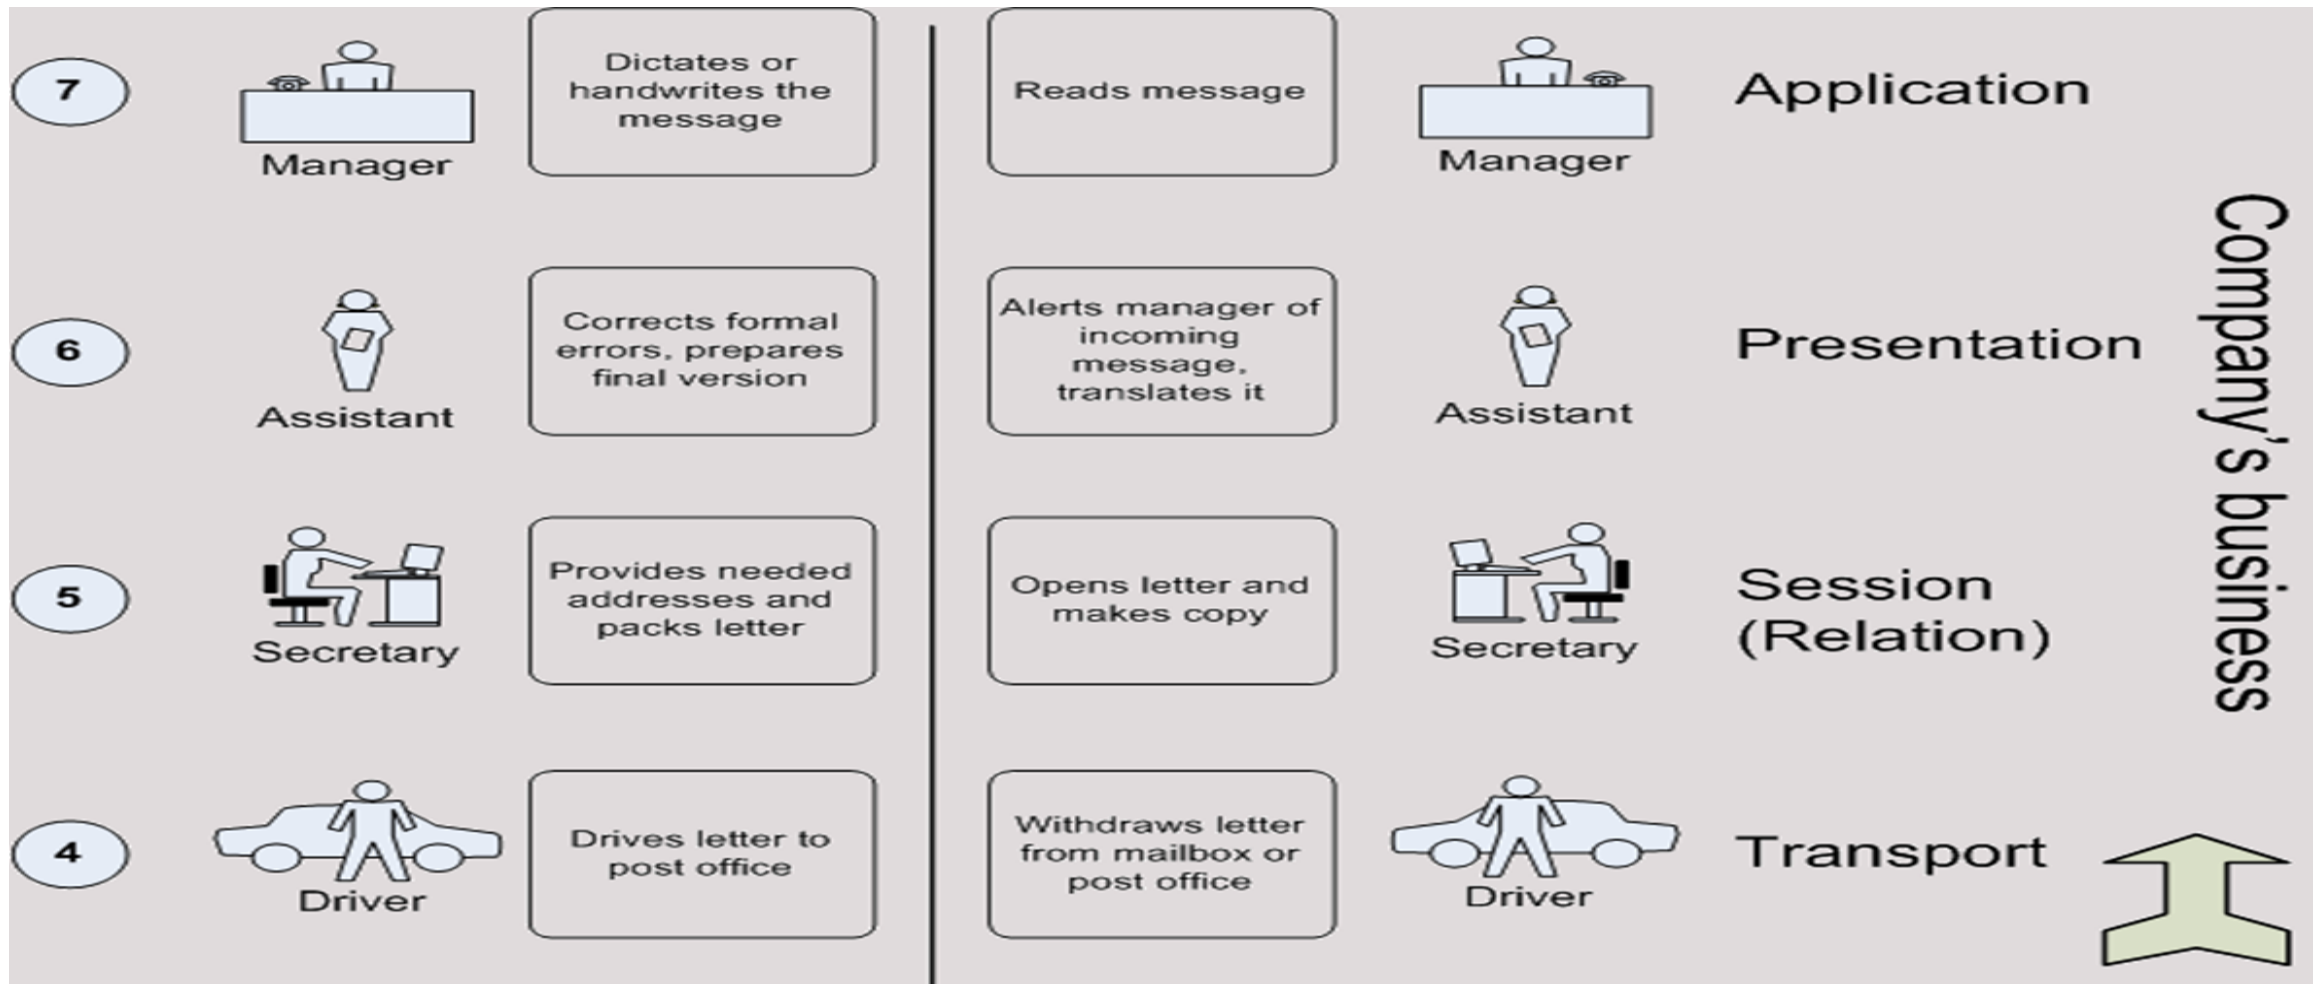 7
Manager
Dictates or
handwrites the
message
Reads message
Manager
Application
6
Assistant
Corrects formal
errors, prepares
final version
Alerts manager of
incoming
message,
translates it
Assistant
Presentation
5
Secretary
Provides needed
addresses and
packs letter
Opens letter and
makes copy
Secretary
Session
(Relation)
4
Driver
Drives letter to
post office
Withdraws letter
from mailbox or
post office
Driver
Transport
Company's business